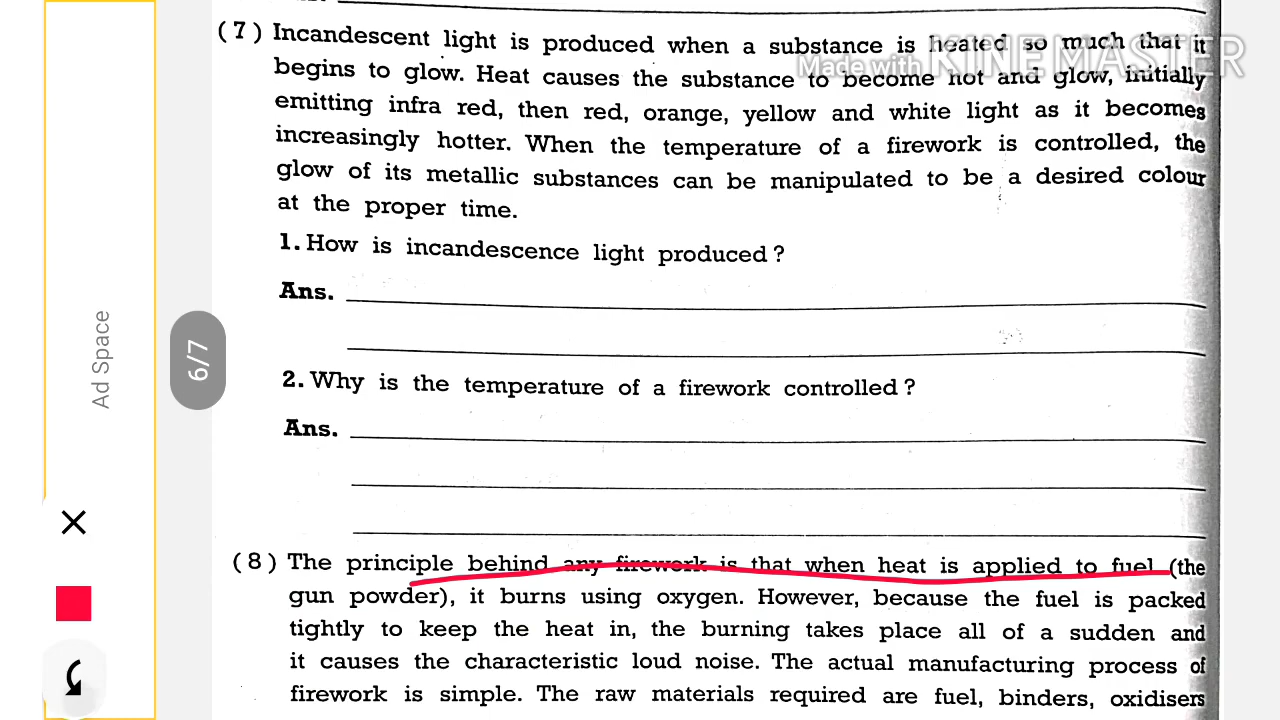 (7) Incandescent light is produced when a substance is heated so much that it
begins to glow. Heat causes the substance to become hot and glow, initially
emitting infra red, then red, orange, yellow and white light as it becomes
increasingly hotter. When the temperature of a firework is controlled, the
glow of its metallic substances can be manipulated to be a desired colour
at the proper time.
1. How is incandescence light produced?
Ans.
2. Why is the temperature of a firework controlled?
Ans.
(8) The principle behind any firework is that when heat is applied to fuel (the
gun powder), it burns using oxygen. However, because the fuel is packed
tightly to keep the heat in, the burning takes place all of a sudden and
it causes the characteristic loud noise. The actual manufacturing process of
firework is simple. The raw materials required are fuel, binders, oxidisers
Made with KINEMASTER
Ad Space
6/7